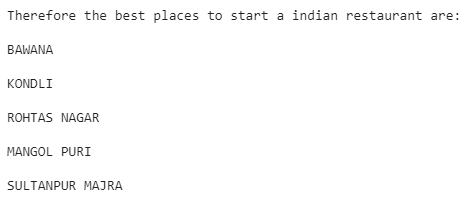 Therefore the best places to start a indian restaurant are:
BAWANA
KONDLI
ROHTAS NAGAR
MANGOL PURI
SULTANPUR MAJRA